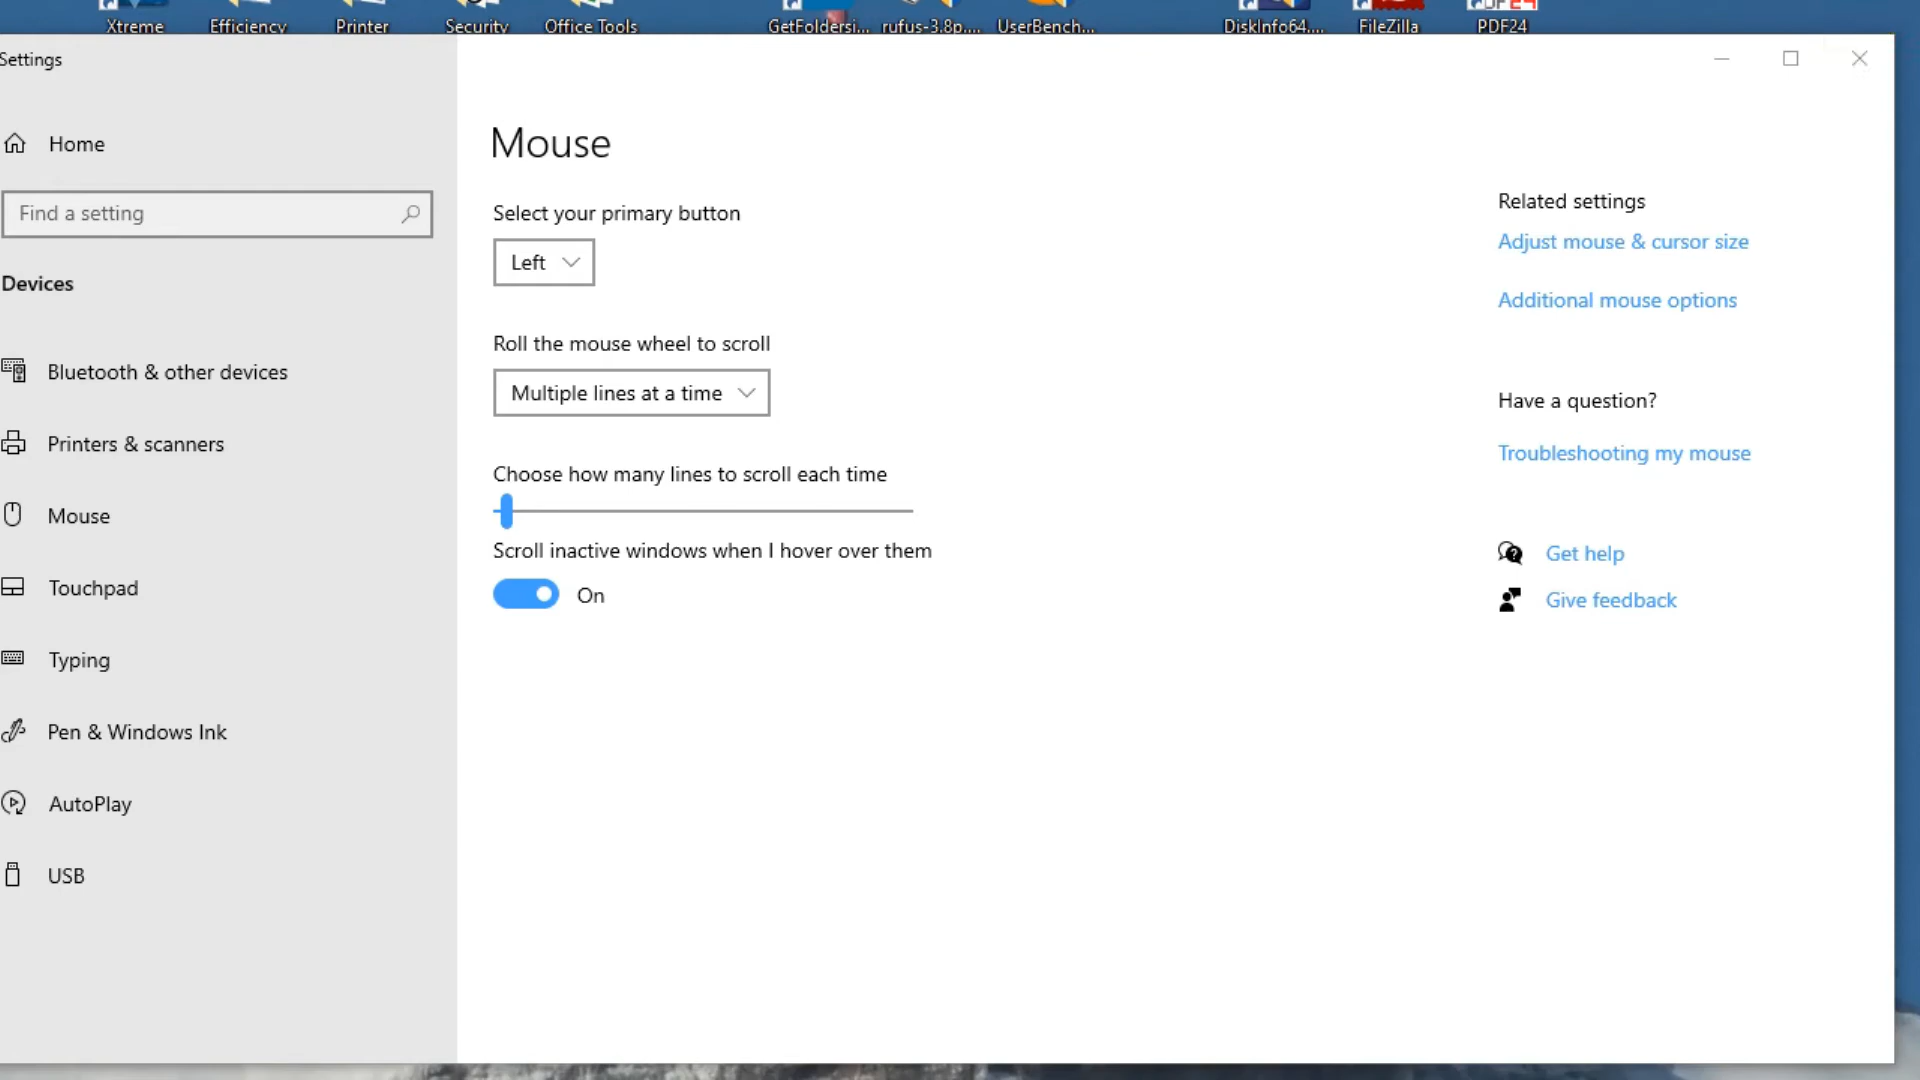 Xtreme Efficiency Printer Security Office Tools GetFoldersi... rufus-3.8p.... UserBench... DiskInfo64.... FileZilla PDF24
Settings
Home
Find a setting
Devices
Bluetooth & other devices
Printers & scanners
Mouse
Touchpad
Typing
Pen & Windows Ink
AutoPlay
USB
Mouse
Select your primary button
Left
Roll the mouse wheel to scroll
Multiple lines at a time
Choose how many lines to scroll each time
Scroll inactive windows when I hover over them
On
Related settings
Adjust mouse & cursor size
Additional mouse options
Have a question?
Troubleshooting my mouse
Get help
Give feedback